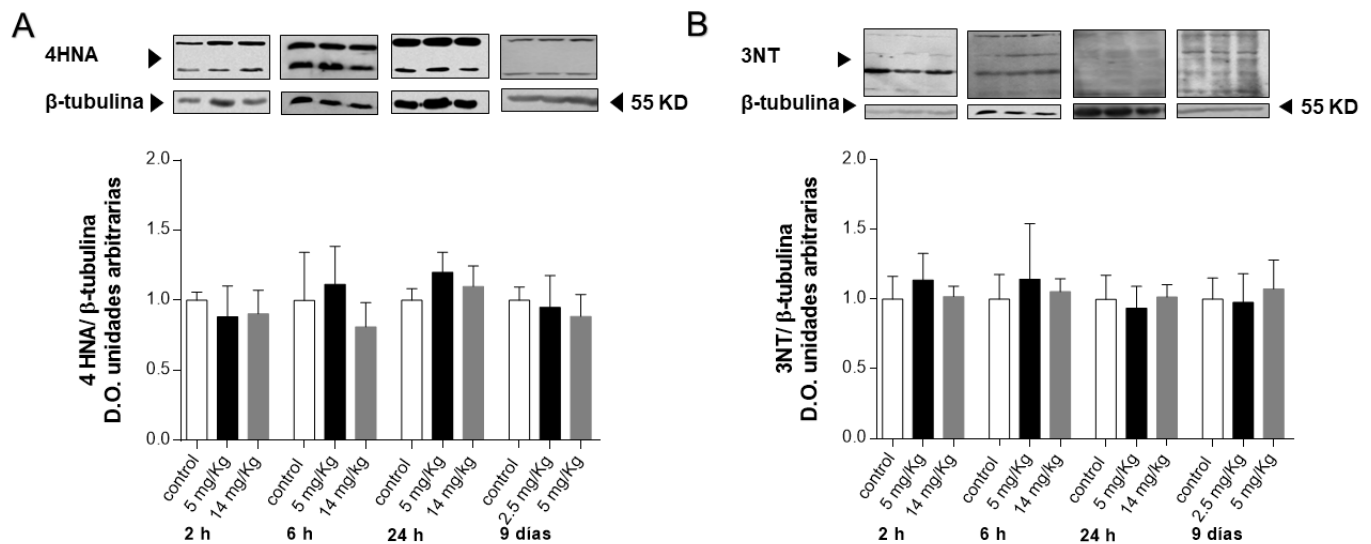 A
4HNA
β-tubulina
55 KD
2.0
1.5
1.0
0.5
0.0
4 HNA/ β-tubulina
D.O. unidades arbitrarias
control
5 mg/Kg
14 mg/Kg
control
5 mg/Kg
14 mg/Kg
control
5 mg/Kg
14 mg/Kg
control
2.5 mg/Kg
5 mg/Kg
2 h
6 h
24 h
9 días
B
3NT
β-tubulina
55 KD
2.0
1.5
1.0
0.5
0.0
3NT/ β-tubulina
D.O. unidades arbitrarias
control
5 mg/Kg
14 mg/Kg
control
5 mg/Kg
14 mg/Kg
control
5 mg/Kg
14 mg/Kg
control
2.5 mg/Kg
5 mg/Kg
2 h
6 h
24 h
9 días